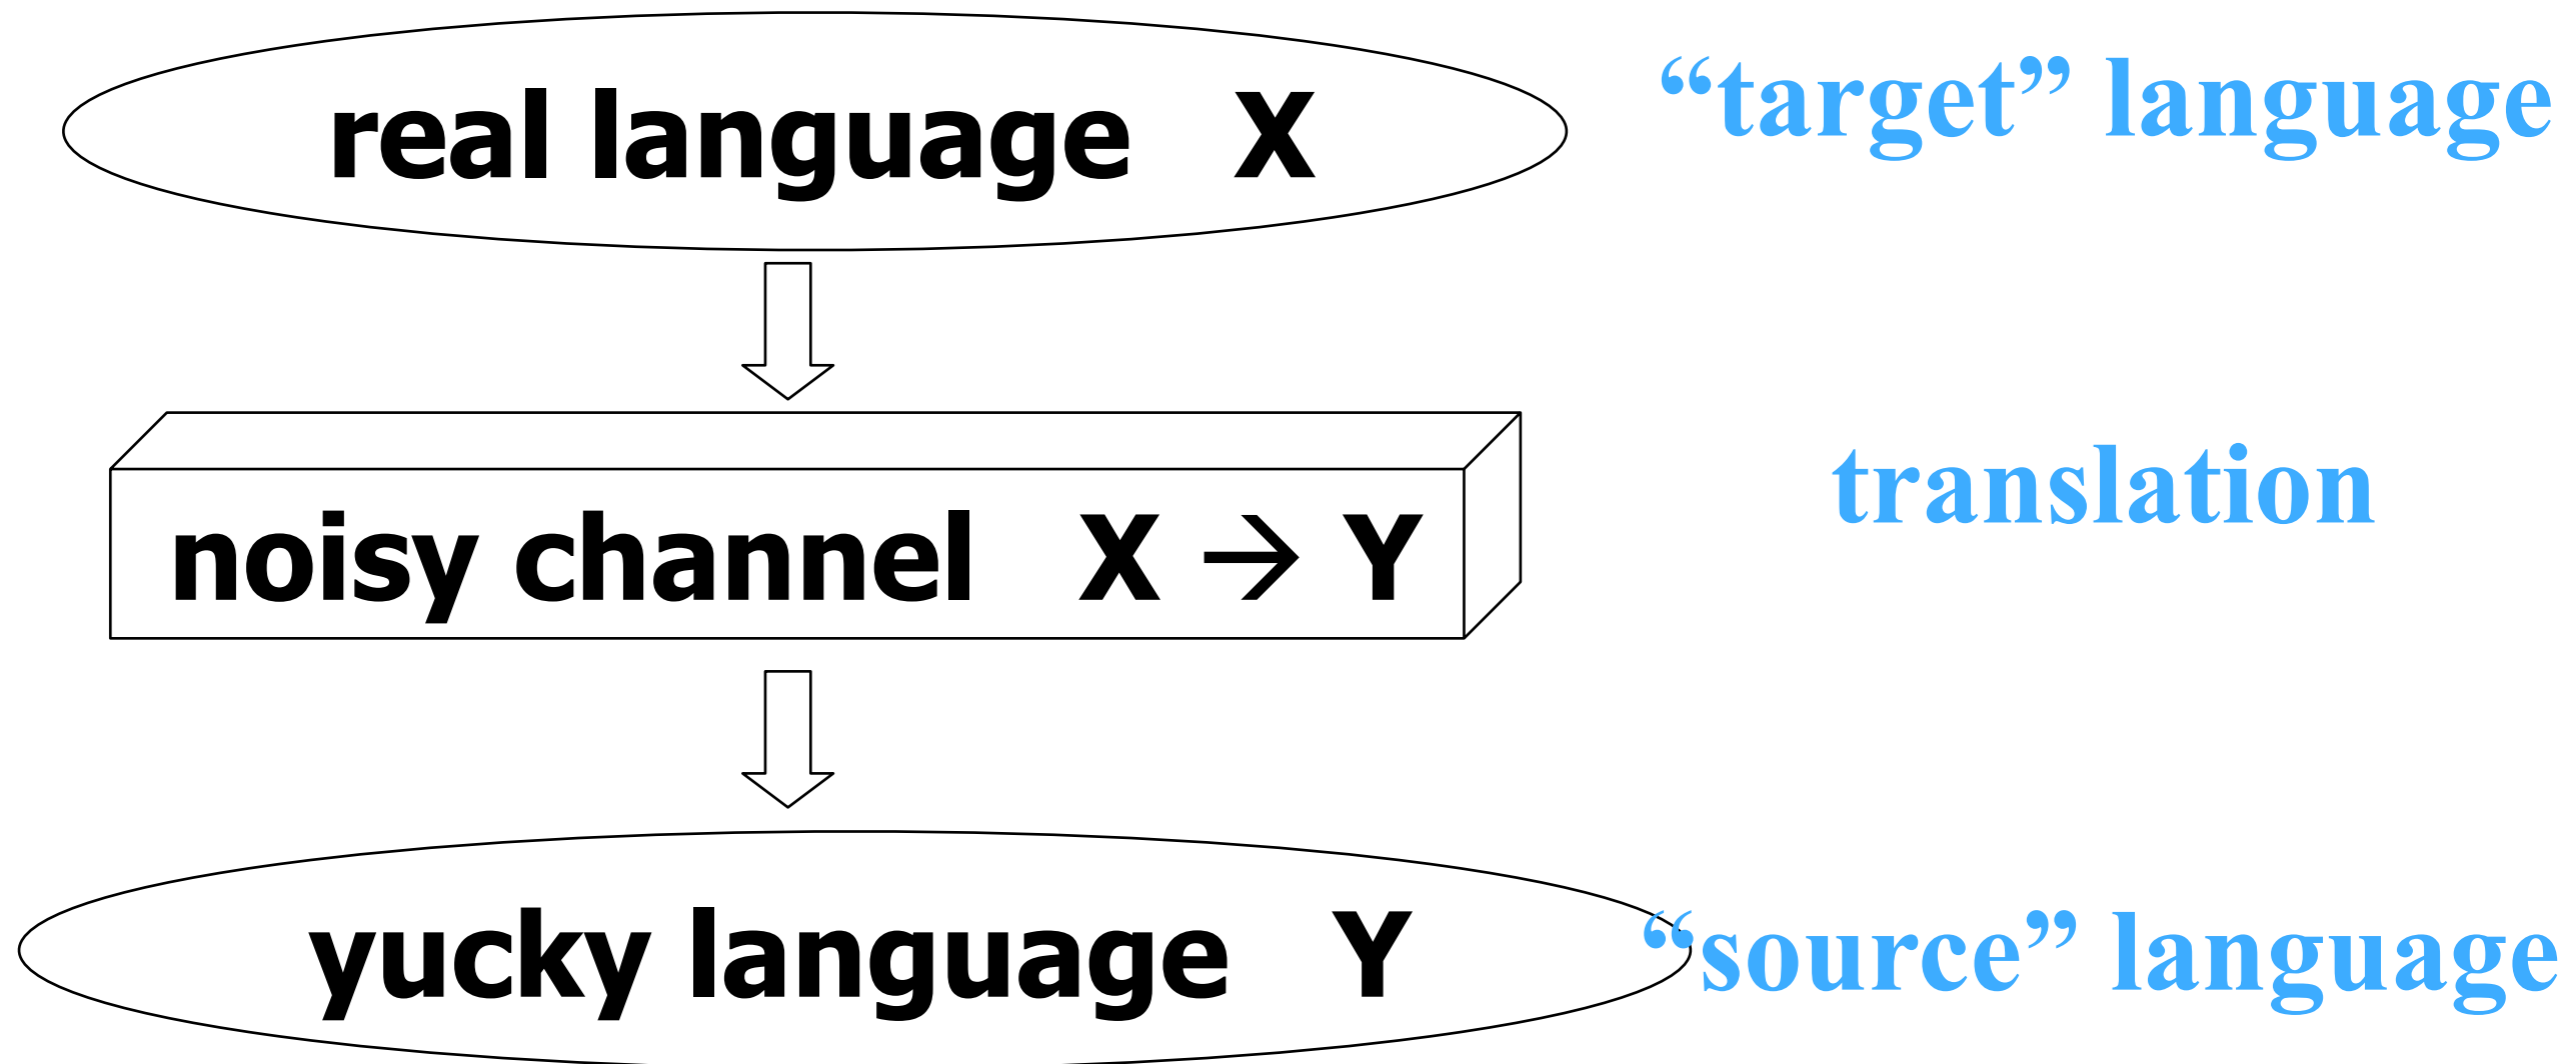 real language X “target” language
noisy channel X → Y translation
yucky language Y “source” language